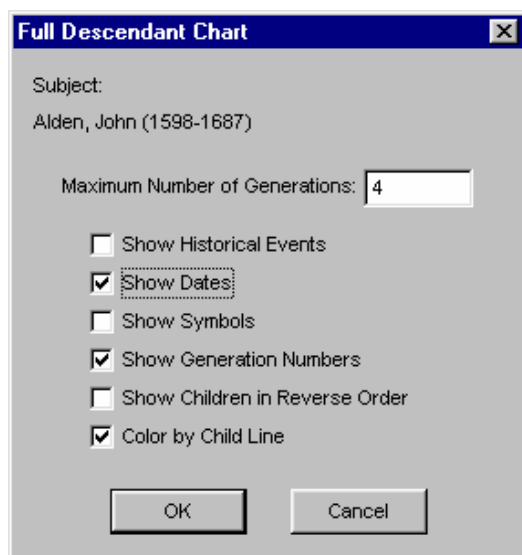 Full Descendant Chart
Subject:
Alden, John (1598-1687)
Maximum Number of Generations: 4
Show Historical Events
Show Dates
Show Symbols
Show Generation Numbers
Show Children in Reverse Order
Color by Child Line
OK Cancel